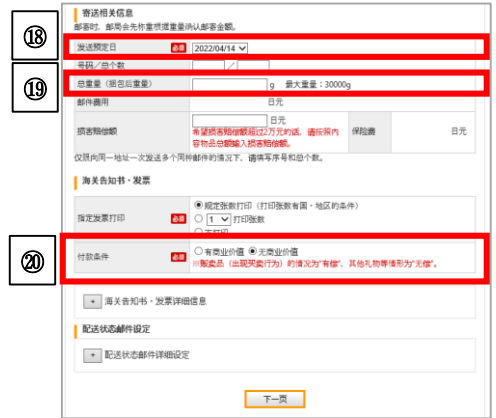 寄送相关信息
邮寄时，邮局会先称重根据重量确认邮客金额。
⑱
发送预定日 必须 2022/04/14
号码／总个数 ／
⑲
总重量（捆包后重量） g 最大重量：30000g
邮件费用 日元
损害赔偿额 日元 保险费 日元
希望损害赔偿额超过2万元的话，请按照内
容物品总额输入损害赔偿额。
仅限向同一地址一次发送多个同种邮件的情况下，请填写序号和总个数。
海关告知书・发票
指定发票打印 必须 规定张数打印（打印张数有国・地区的条件）
1 打印张数
不打印
⑳
付款条件 必须 有商业价值 无商业价值
※贩卖品（出现买卖行为）的情况为“有偿”，其他礼物等情形为“无偿”。
+ 海关告知书・发票详细信息
配送状态邮件设定
+ 配送状态邮件详细设定
下一页